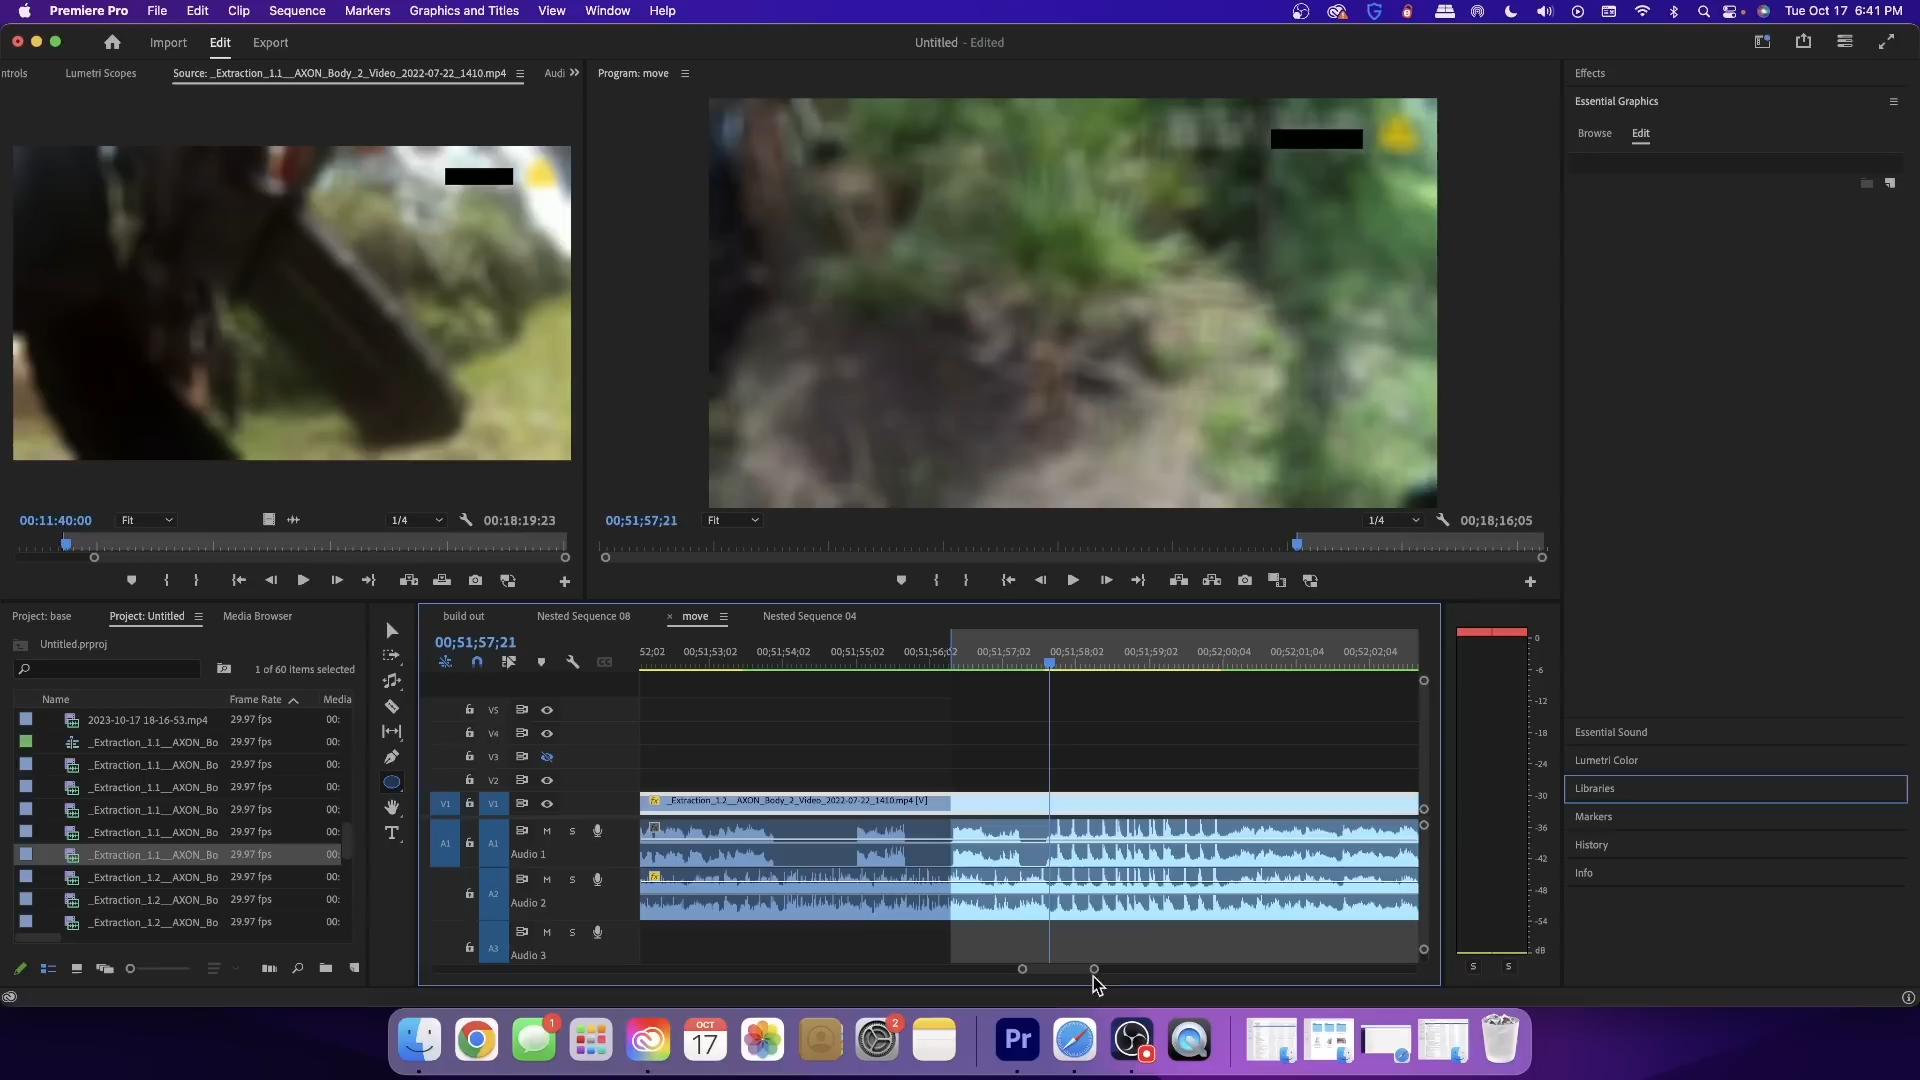 Premiere Pro File Edit Clip Sequence Markers Graphics and Titles View Window Help Tue Oct 17 6:41 PM
Import Edit Export Untitled - Edited
ntrols Lumetri Scopes Source: _Extraction_1.1__AXON_Body_2_Video_2022-07-22_1410.mp4 Audi Program: move Effects
Essential Graphics
Browse Edit
00:11:40:00 Fit 1/4 00:18:19:23 00;51;57;21 Fit 1/4 00;18;16;05
Project: base Project: Untitled Media Browser build out Nested Sequence 08 × move Nested Sequence 04
Untitled.prproj 00;51;57;21
1 of 60 items selected
52;02 00;51;53;02 00;51;54;02 00;51;55;02 00;51;56;02 00;51;57;02 00;51;58;02 00;51;59;02 00;52;00;04 00;52;01;04 00;52;02;04
Name Frame Rate Media
2023-10-17 18-16-53.mp4 29.97 fps 00:
_Extraction_1.1__AXON_Bo 29.97 fps 00:
_Extraction_1.1__AXON_Bo 29.97 fps 00:
_Extraction_1.1__AXON_Bo 29.97 fps 00:
_Extraction_1.1__AXON_Bo 29.97 fps 00:
_Extraction_1.1__AXON_Bo 29.97 fps 00:
_Extraction_1.1__AXON_Bo 29.97 fps 00:
_Extraction_1.2__AXON_Bo 29.97 fps 00:
_Extraction_1.2__AXON_Bo 29.97 fps 00:
_Extraction_1.2__AXON_Bo 29.97 fps 00:
V5
V4
V3
V2
V1 V1 fx _Extraction_1.2__AXON_Body_2_Video_2022-07-22_1410.mp4 [V]
A1 A1 M S
Audio 1
A2 M S fx
Audio 2
A3 M S
Audio 3
0
-6
-12
-18
-24
-30
-36
-42
-48
-54
dB
S S
Essential Sound
Lumetri Color
Libraries
Markers
History
Info
1 OCT 17 2 Pr